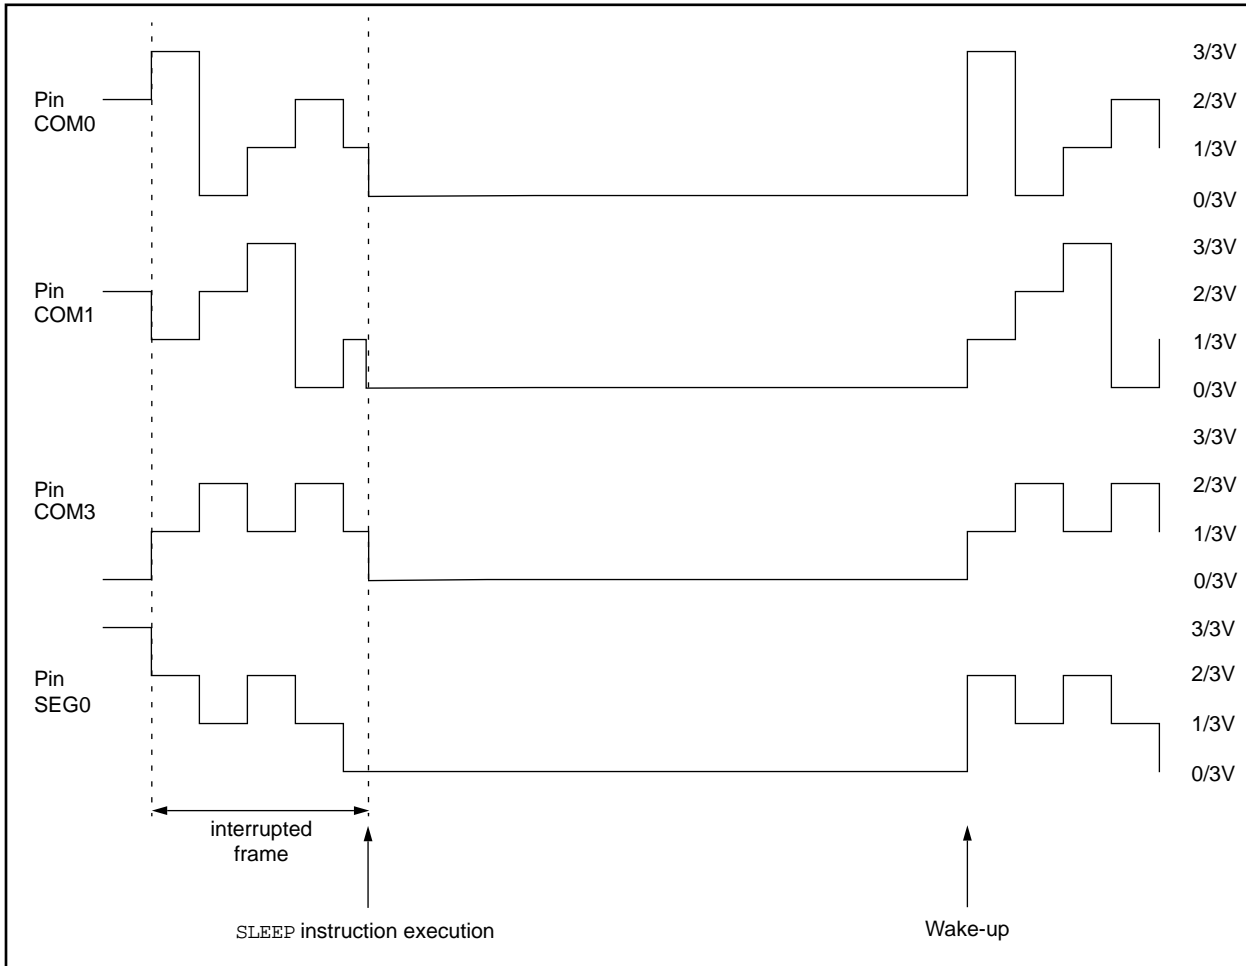 3/3V
Pin
COM0
2/3V
1/3V
0/3V
3/3V
Pin
COM1
2/3V
1/3V
0/3V
3/3V
Pin
COM3
2/3V
1/3V
0/3V
3/3V
Pin
SEG0
2/3V
1/3V
0/3V
interrupted
frame
SLEEP instruction execution
Wake-up